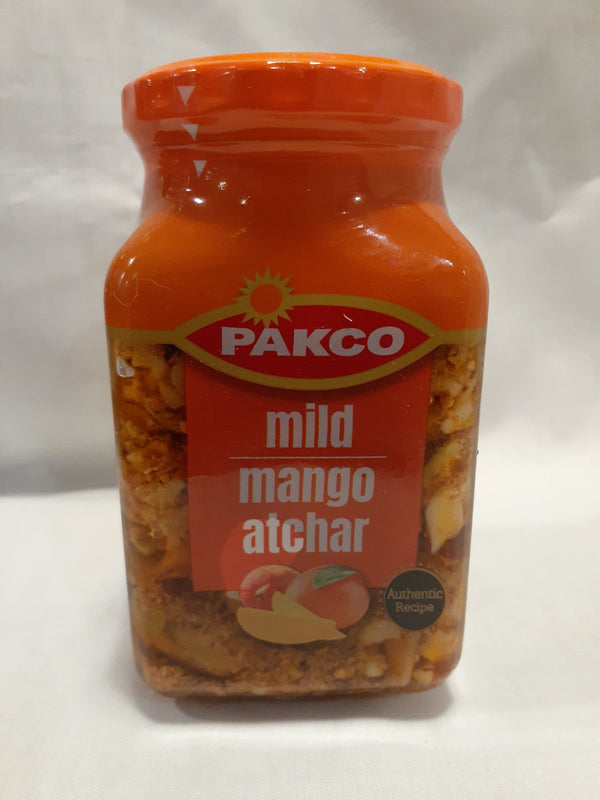 PAKCO
mild
mango
atchar
Authentic
Recipe